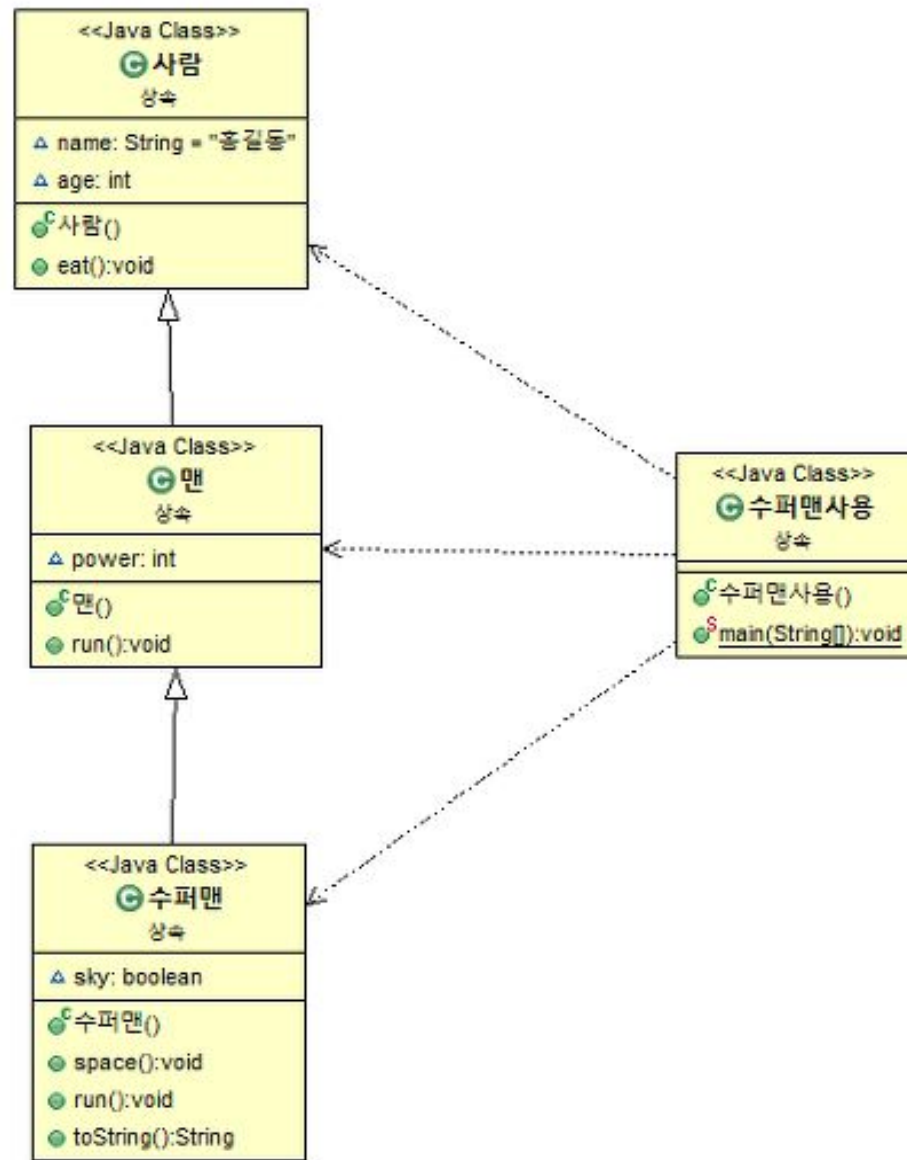 <<Java Class>>
사람
상속
name: String = "홍길동"
age: int
사람()
eat():void
<<Java Class>>
맨
상속
power: int
맨()
run():void
<<Java Class>>
수퍼맨사용
상속
수퍼맨사용()
main(String[]):void
<<Java Class>>
수퍼맨
상속
sky: boolean
수퍼맨()
space():void
run():void
toString():String